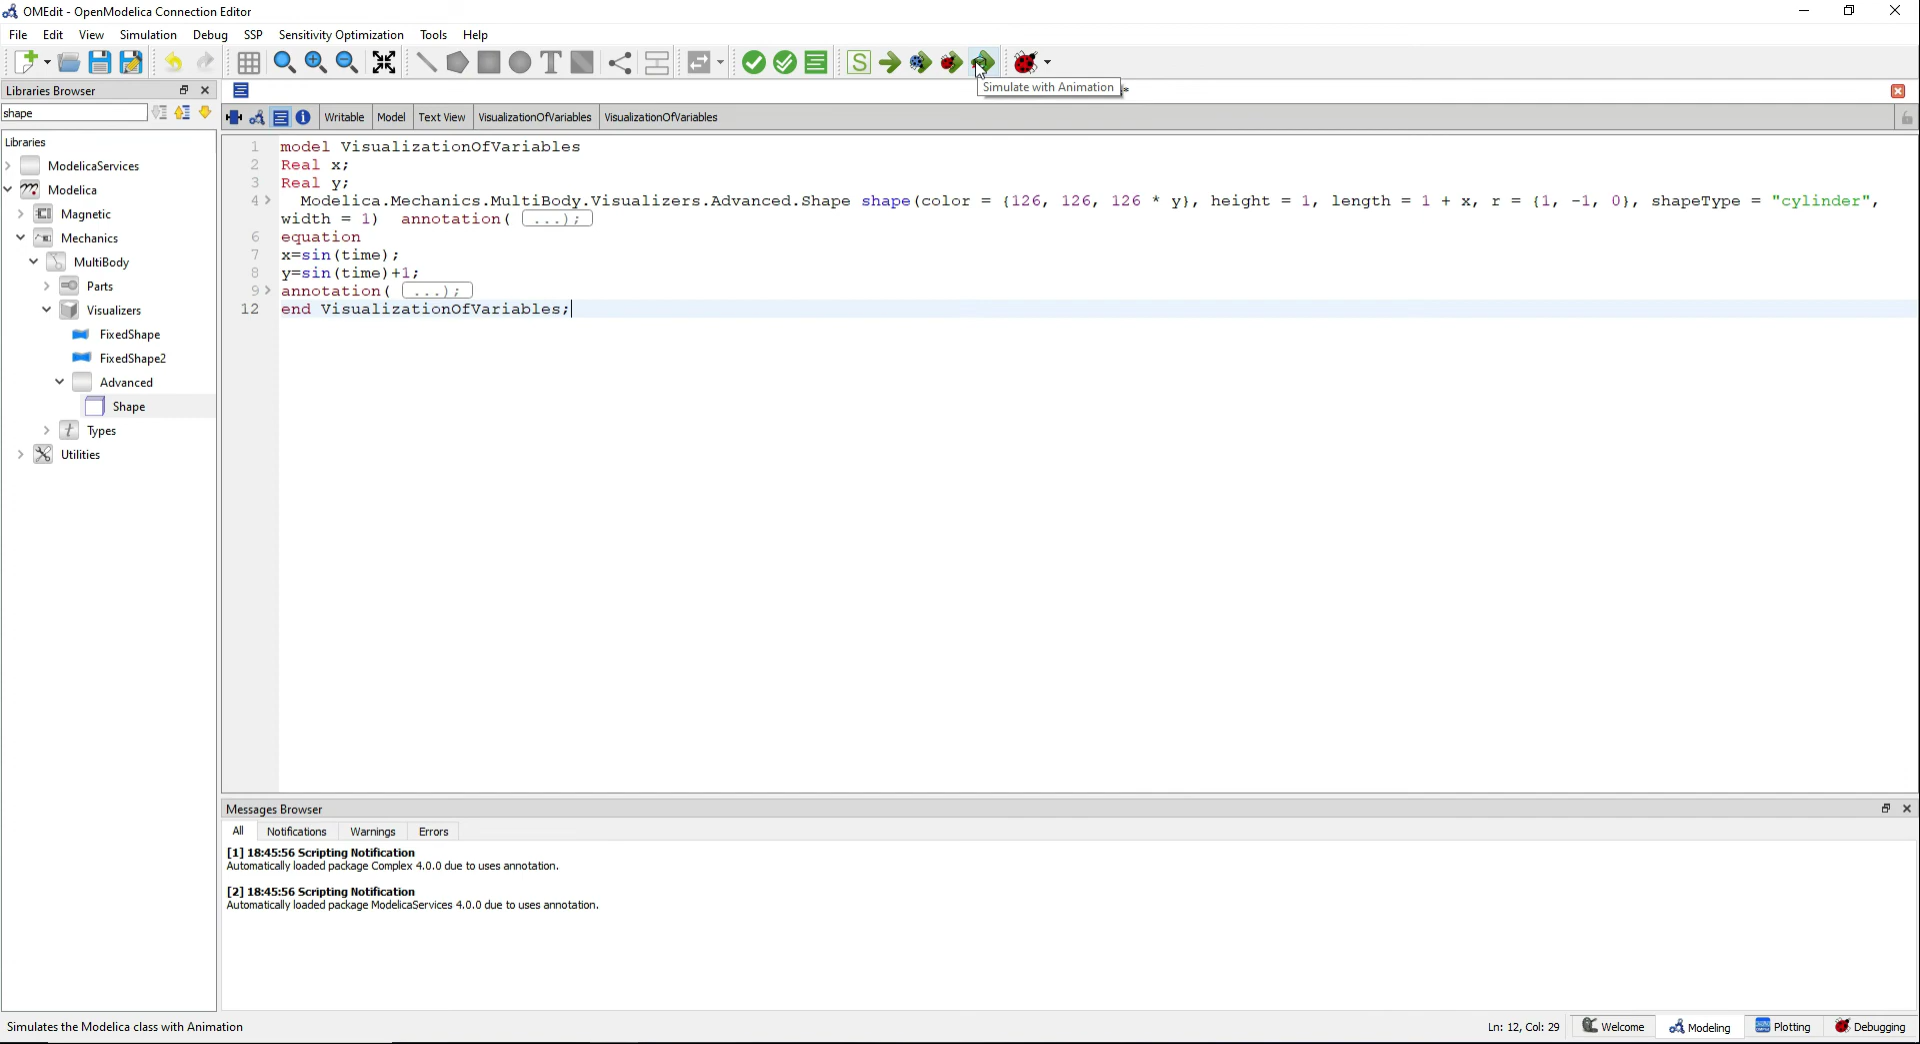 OMEdit - OpenModelica Connection Editor
File Edit View Simulation Debug SSP Sensitivity Optimization Tools Help
Simulate with Animation
Libraries Browser
shape
Writable Model Text View VisualizationOfVariables VisualizationOfVariables
Libraries
ModelicaServices
Modelica
Magnetic
Mechanics
MultiBody
Parts
Visualizers
FixedShape
FixedShape2
Advanced
Shape
Types
Utilities
1 model VisualizationOfVariables
2 Real x;
3 Real y;
4 Modelica.Mechanics.MultiBody.Visualizers.Advanced.Shape shape(color = {126, 126, 126 * y}, height = 1, length = 1 + x, r = {1, -1, 0}, shapeType = "cylinder",
width = 1) annotation( ...);
6 equation
7 x=sin(time);
8 y=sin(time)+1;
9 annotation( ...);
12 end VisualizationOfVariables;
Messages Browser
All Notifications Warnings Errors
[1] 18:45:56 Scripting Notification
Automatically loaded package Complex 4.0.0 due to uses annotation.
[2] 18:45:56 Scripting Notification
Automatically loaded package ModelicaServices 4.0.0 due to uses annotation.
Simulates the Modelica class with Animation
Ln: 12, Col: 29 Welcome Modeling Plotting Debugging